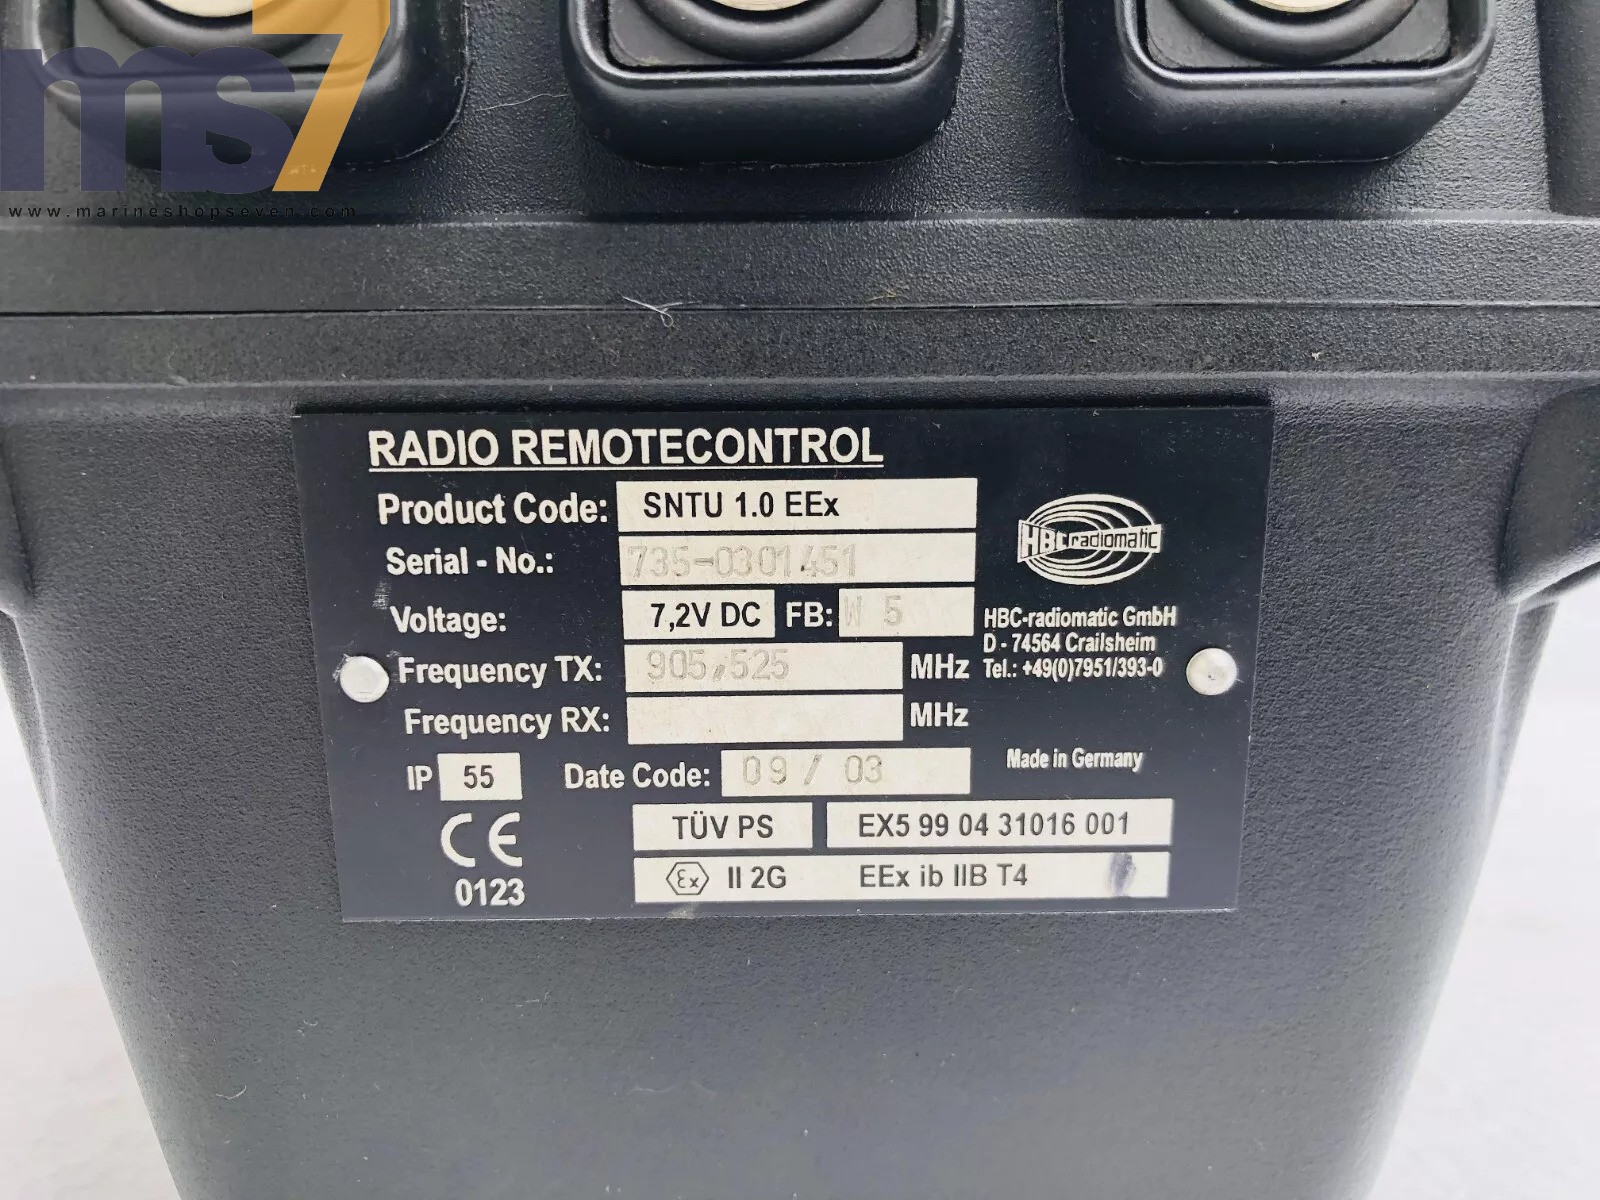 ms7
www.marineshopseven.com
RADIO REMOTECONTROL
Product Code: SNTU 1.0 EEx
Serial - No.: 735-0301451
HBCradiomatic
Voltage: 7,2V DC FB: W 5
HBC-radiomatic GmbH
D - 74564 Crailsheim
Tel.: +49(0)7951/393-0
Frequency TX: 905,525 MHz
Frequency RX: MHz
IP 55 Date Code: 09 / 03
Made in Germany
CE
0123
TÜV PS EX5 99 04 31016 001
Ex II 2G EEx ib IIB T4